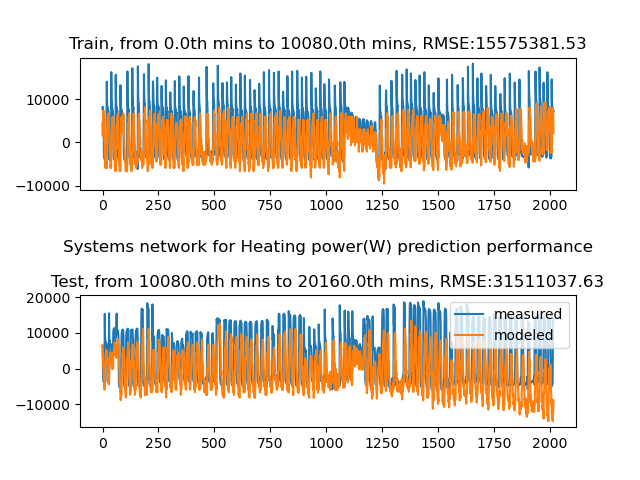 Train, from 0.0th mins to 10080.0th mins, RMSE:15575381.53
10000
0
−10000
0 250 500 750 1000 1250 1500 1750 2000
Systems network for Heating power(W) prediction performance
Test, from 10080.0th mins to 20160.0th mins, RMSE:31511037.63
20000
measured
10000
modeled
0
−10000
0 250 500 750 1000 1250 1500 1750 2000